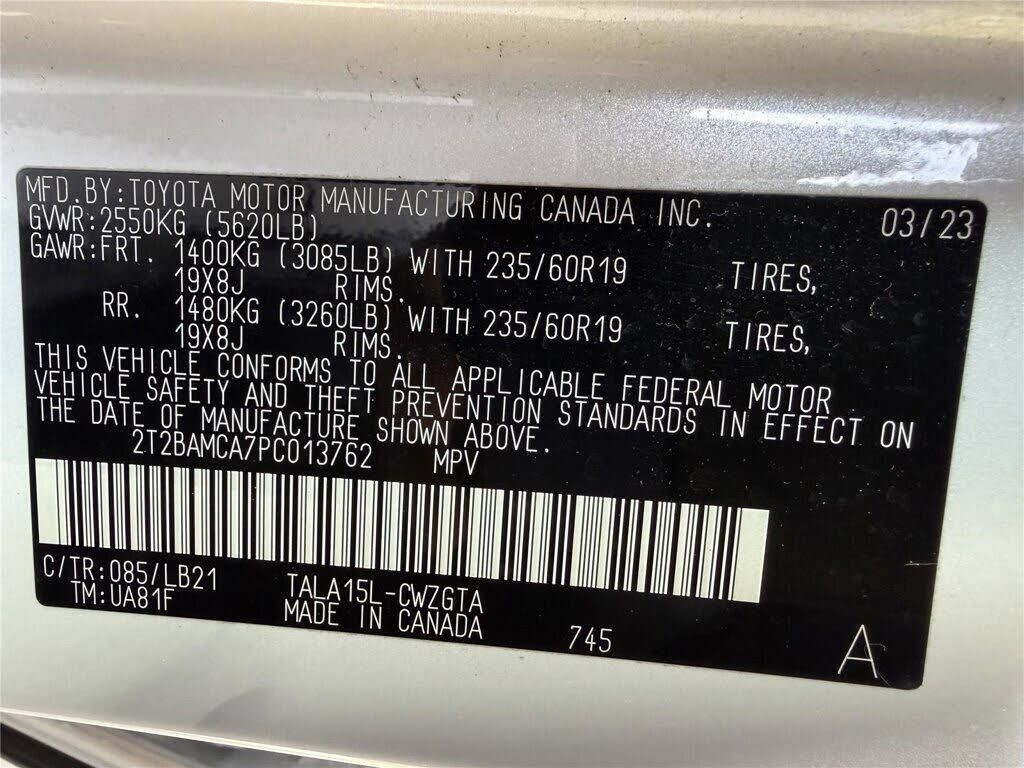 MFD.BY:TOYOTA MOTOR MANUFACTURING CANADA INC. 03/23
GVWR:2550KG (5620LB)
GAWR:FRT. 1400KG (3085LB) WITH 235/60R19 TIRES,
19X8J RIMS.
RR. 1480KG (3260LB) WITH 235/60R19 TIRES,
19X8J RIMS.
THIS VEHICLE CONFORMS TO ALL APPLICABLE FEDERAL MOTOR
VEHICLE SAFETY AND THEFT PREVENTION STANDARDS IN EFFECT ON
THE DATE OF MANUFACTURE SHOWN ABOVE.
2T2BAMCA7PC013762 MPV
C/TR:085/LB21 TALA15L-CWZGTA
TM:UA81F MADE IN CANADA 745 A